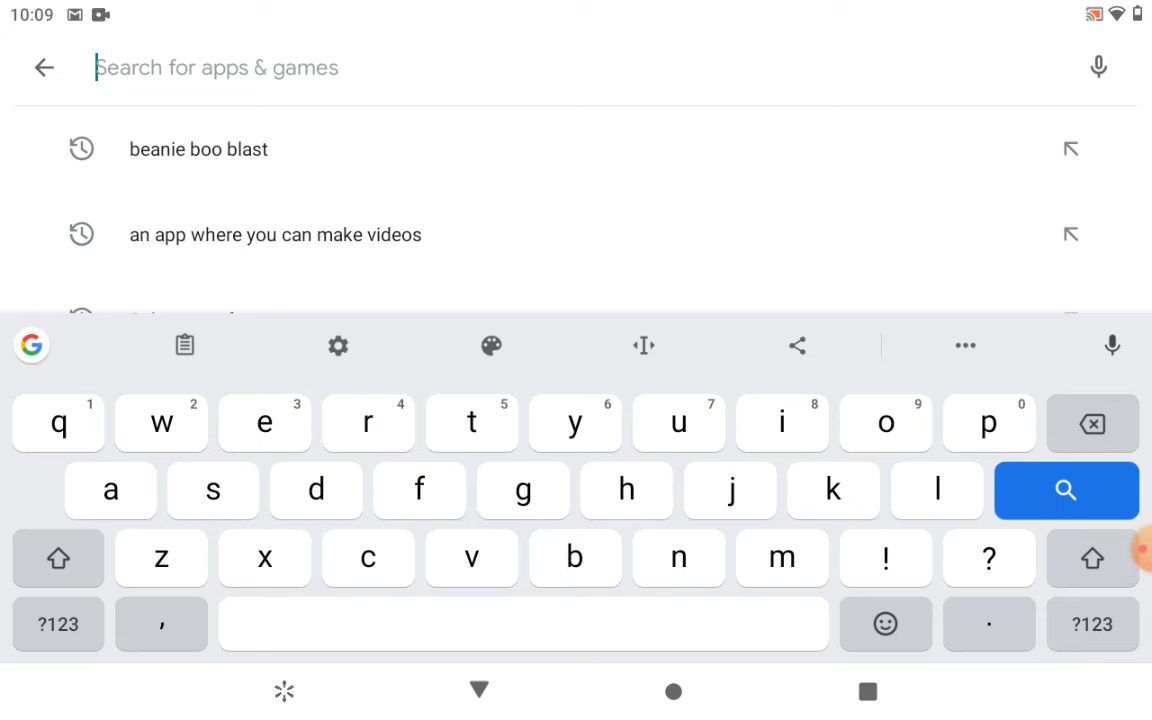 10:09
Search for apps & games
beanie boo blast
an app where you can make videos
q 1 w 2 e 3 r 4 t 5 y 6 u 7 i 8 o 9 p 0
a s d f g h j k l
z x c v b n m ! ?
?123 , . ?123